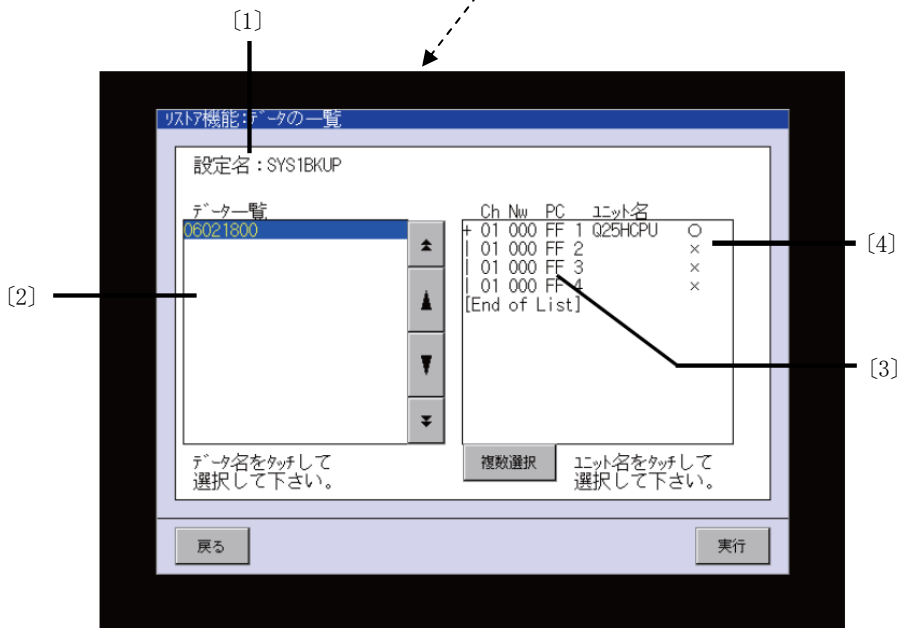 〔1〕
リストア機能:データの一覧
設定名:SYS1BKUP
データ一覧
06021800
Ch Nw PC ユニット名
+ 01 000 FF 1 Q25HCPU ○
| 01 000 FF 2 ×
| 01 000 FF 3 ×
| 01 000 FF 4 ×
[End of List]
〔4〕
〔2〕
〔3〕
データ名をタッチして
選択して下さい。
複数選択
ユニット名をタッチして
選択して下さい。
戻る
実行